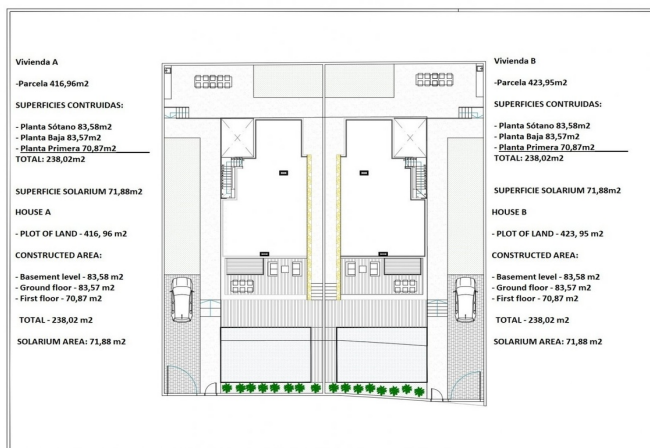 Vivienda A
-Parcela 416,96m2
SUPERFICIES CONTRUIDAS:
- Planta Sótano 83,58m2
- Planta Baja 83,57m2
- Planta Primera 70,87m2
TOTAL: 238,02m2
SUPERFICIE SOLARIUM 71,88m2
HOUSE A
- PLOT OF LAND - 416, 96 m2
CONSTRUCTED AREA:
- Basement level - 83,58 m2
- Ground floor - 83,57 m2
- First floor - 70,87 m2
TOTAL - 238,02 m2
SOLARIUM AREA: 71,88 m2
Vivienda B
-Parcela 423,95m2
SUPERFICIES CONTRUIDAS:
- Planta Sótano 83,58m2
- Planta Baja 83,57m2
- Planta Primera 70,87m2
TOTAL: 238,02m2
SUPERFICIE SOLARIUM 71,88m2
HOUSE B
- PLOT OF LAND - 423, 95 m2
CONSTRUCTED AREA:
- Basement level - 83,58 m2
- Ground floor - 83,57 m2
- First floor - 70,87 m2
TOTAL - 238,02 m2
SOLARIUM AREA: 71,88 m2